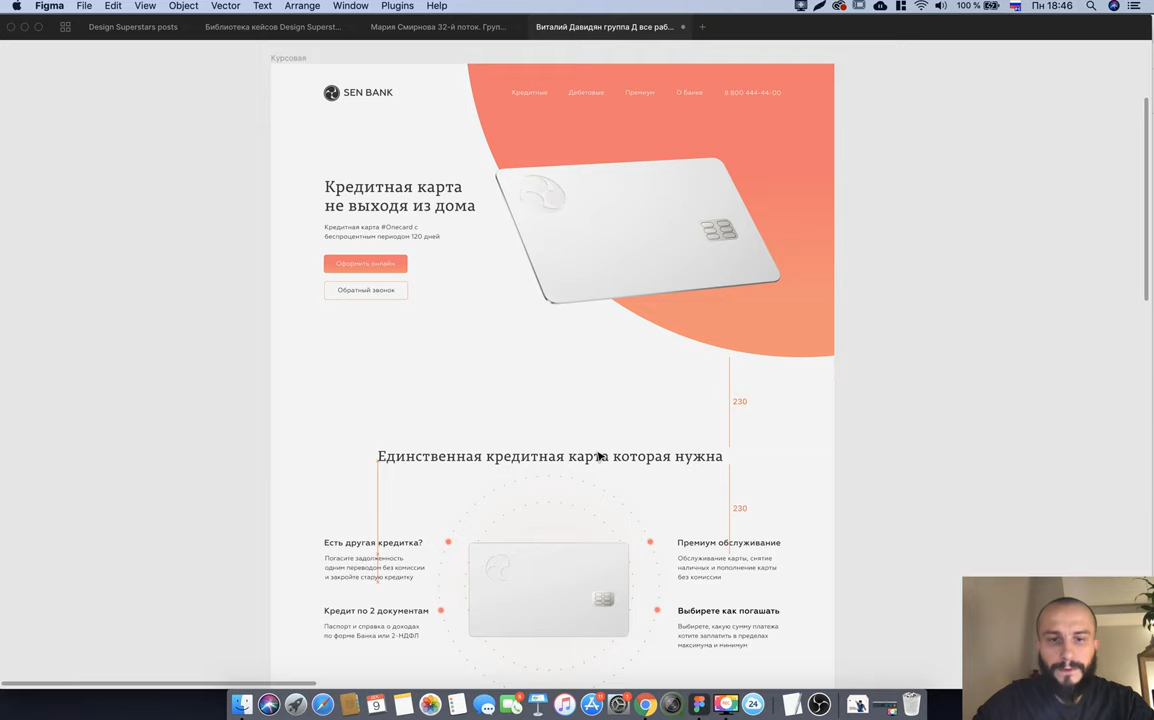 Figma File Edit View Object Vector Text Arrange Window Plugins Help 100 % Пн 18:46
Design Superstars posts Библиотека кейсов Design Superst... Мария Смирнова 32-й поток. Груп... Виталий Давидян группа Д все раб...
Курсовая
SEN BANK Кредитные Дебетовые Премиум О Банке 8 800 444-44-00
Кредитная карта
не выходя из дома
Кредитная карта #Onecard с
беспроцентным периодом 120 дней
Оформить онлайн
Обратный звонок
230
Единственная кредитная карта которая нужна
230
Есть другая кредитка?
Погасите задолженность
одним переводом без комиссии
и закройте старую кредитку
Премиум обслуживание
Обслуживание карты, снятие
наличных и пополнение карты
без комиссии
Кредит по 2 документам
Паспорт и справка о доходах
по форме Банка или 2-НДФЛ
Выбирете как погашать
Выбирете, какую сумму платежа
хотите заплатить в пределах
максимума и минимум
9
24